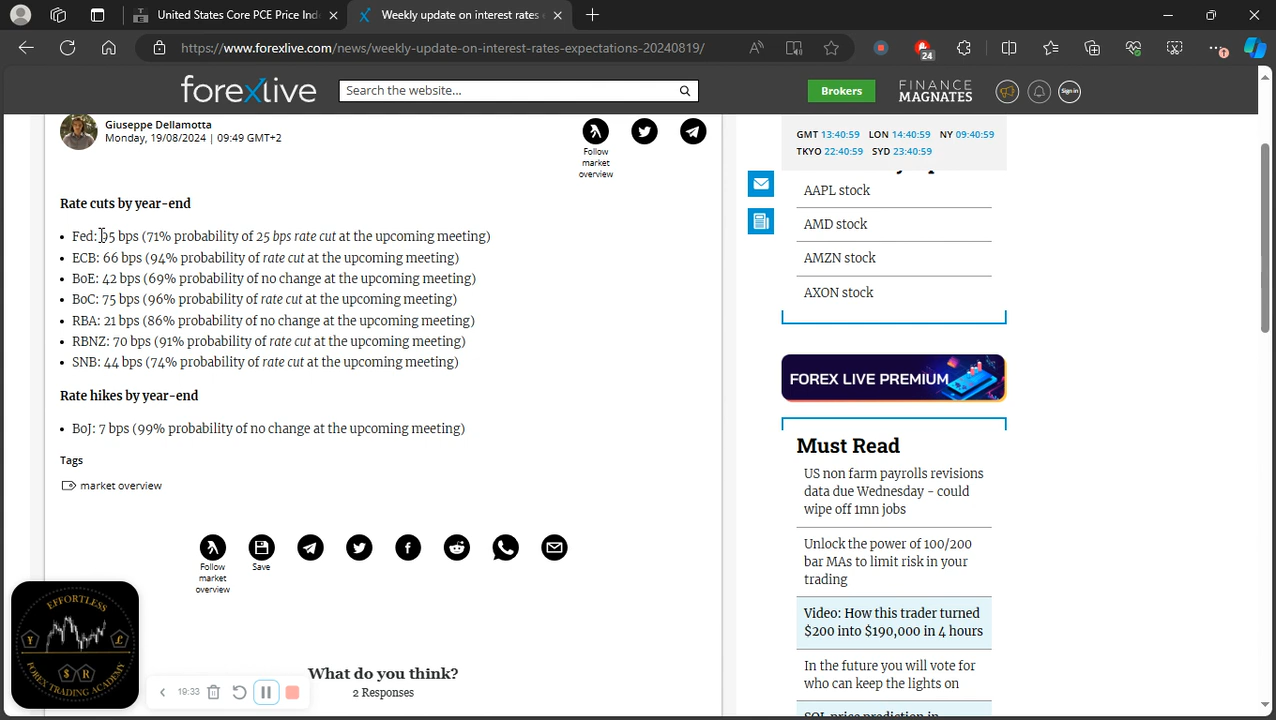 United States Core PCE Price Ind
Weekly update on interest rates e
https://www.forexlive.com/news/weekly-update-on-interest-rates-expectations-20240819/
24
forexlive
Search the website...
Brokers
FINANCE
MAGNATES
Sign in
Giuseppe Dellamotta
Monday, 19/08/2024 | 09:49 GMT+2
Follow
market
overview
GMT 13:40:59 LON 14:40:59 NY 09:40:59
TKYO 22:40:59 SYD 23:40:59
Rate cuts by year-end
• Fed: 95 bps (71% probability of 25 bps rate cut at the upcoming meeting)
• ECB: 66 bps (94% probability of rate cut at the upcoming meeting)
• BoE: 42 bps (69% probability of no change at the upcoming meeting)
• BoC: 75 bps (96% probability of rate cut at the upcoming meeting)
• RBA: 21 bps (86% probability of no change at the upcoming meeting)
• RBNZ: 70 bps (91% probability of rate cut at the upcoming meeting)
• SNB: 44 bps (74% probability of rate cut at the upcoming meeting)
Rate hikes by year-end
• BoJ: 7 bps (99% probability of no change at the upcoming meeting)
Tags
market overview
Follow
market
overview
Save
What do you think?
2 Responses
AAPL stock
AMD stock
AMZN stock
AXON stock
FOREX LIVE PREMIUM
Must Read
US non farm payrolls revisions
data due Wednesday - could
wipe off 1mn jobs
Unlock the power of 100/200
bar MAs to limit risk in your
trading
Video: How this trader turned
$200 into $190,000 in 4 hours
In the future you will vote for
who can keep the lights on
SOL price prediction in
EFFORTLESS
¥ £
$ R
FOREX TRADING ACADEMY
19:33